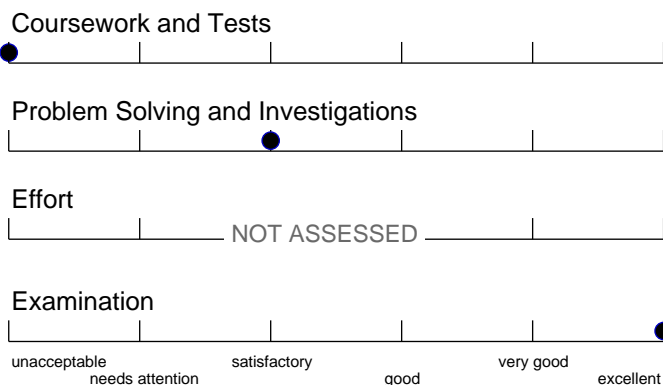 Coursework and Tests
Problem Solving and Investigations
Effort
NOT ASSESSED
Examination
unacceptable satisfactory very good
needs attention good excellent